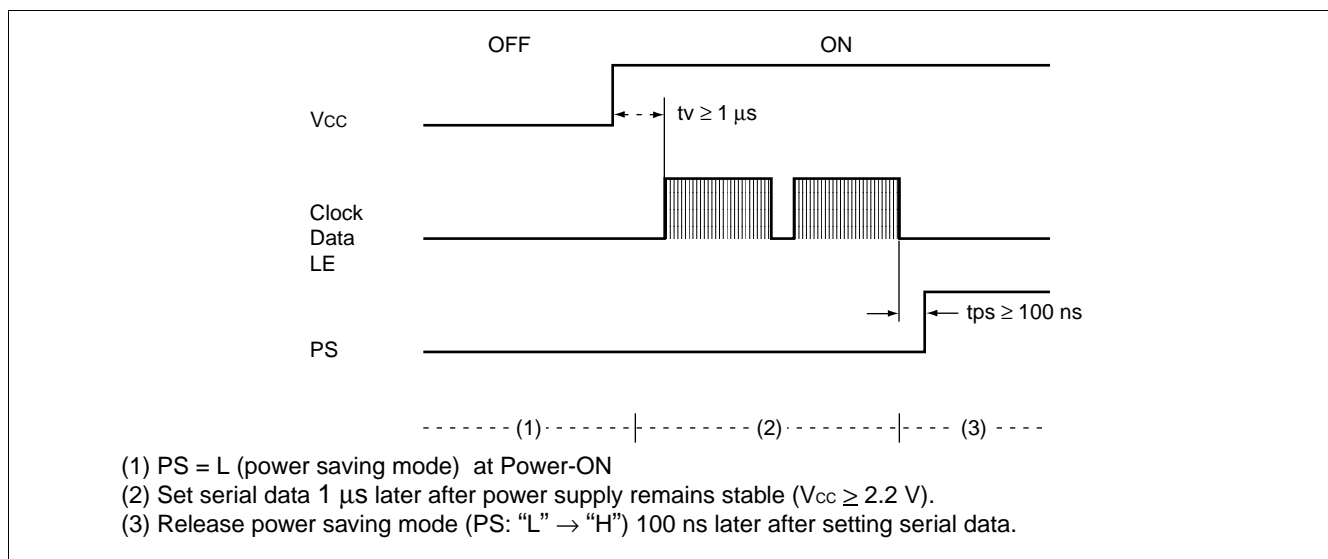 OFF ON
Vcc
tv ≥ 1 μs
Clock
Data
LE
tps ≥ 100 ns
PS
(1) (2) (3)
(1) PS = L (power saving mode) at Power-ON
(2) Set serial data 1 μs later after power supply remains stable (Vcc ≥ 2.2 V).
(3) Release power saving mode (PS: “L” → “H”) 100 ns later after setting serial data.